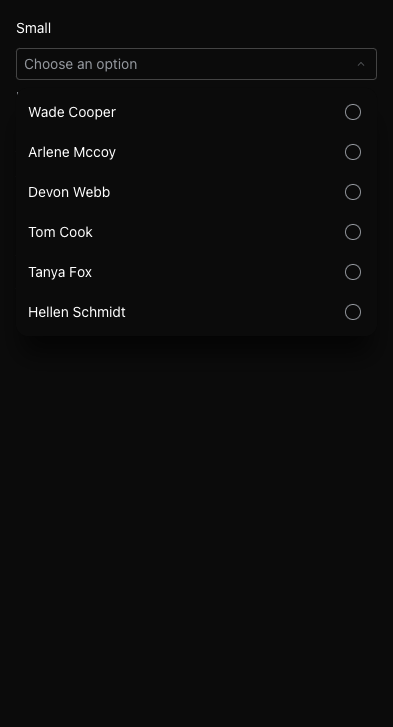 Small
Choose an option
Wade Cooper
Arlene Mccoy
Devon Webb
Tom Cook
Tanya Fox
Hellen Schmidt